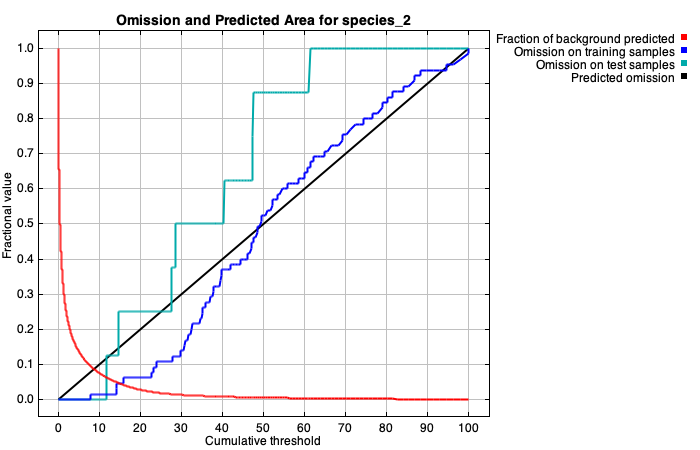 Omission and Predicted Area for species_2
Fraction of background predicted
Omission on training samples
Omission on test samples
Predicted omission
1.0
0.9
0.8
0.7
0.6
0.5
0.4
0.3
0.2
0.1
0.0
Fractional value
0 10 20 30 40 50 60 70 80 90 100
Cumulative threshold